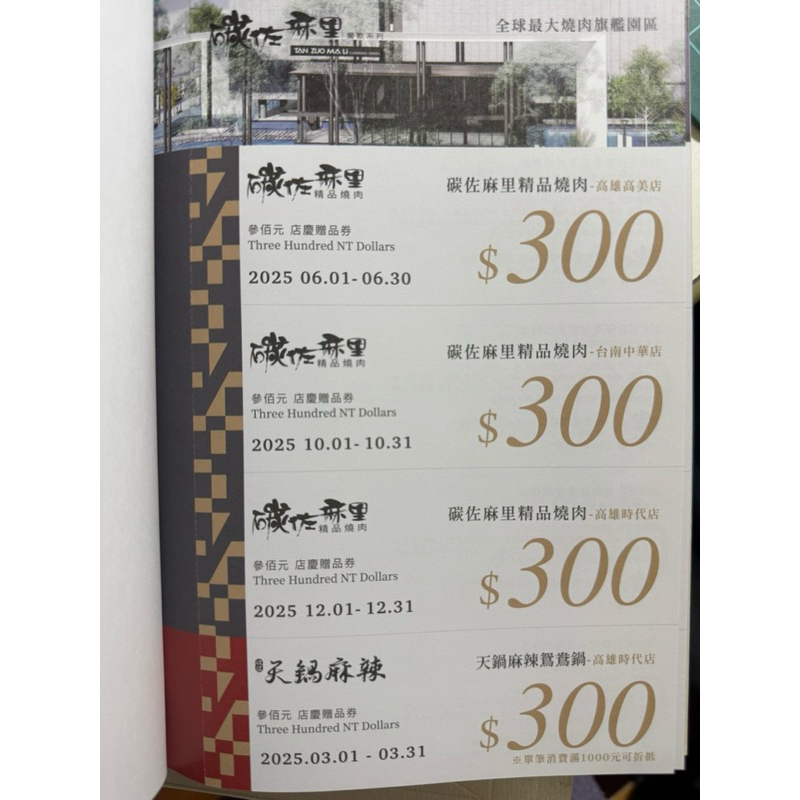 碳佐麻里 餐飲系列
TAN ZUO MA LI
全球最大燒肉旗艦園區
碳佐麻里
精品燒肉
碳佐麻里精品燒肉-高雄高美店
參佰元 店慶贈品券
Three Hundred NT Dollars
$300
2025 06.01-06.30
碳佐麻里
精品燒肉
碳佐麻里精品燒肉-台南中華店
參佰元 店慶贈品券
Three Hundred NT Dollars
$300
2025 10.01-10.31
碳佐麻里
精品燒肉
碳佐麻里精品燒肉-高雄時代店
參佰元 店慶贈品券
Three Hundred NT Dollars
$300
2025 12.01-12.31
天鍋麻辣
天鍋麻辣鴛鴦鍋-高雄時代店
參佰元 店慶贈品券
Three Hundred NT Dollars
$300
2025.03.01 - 03.31
※單筆消費滿1000元可折抵